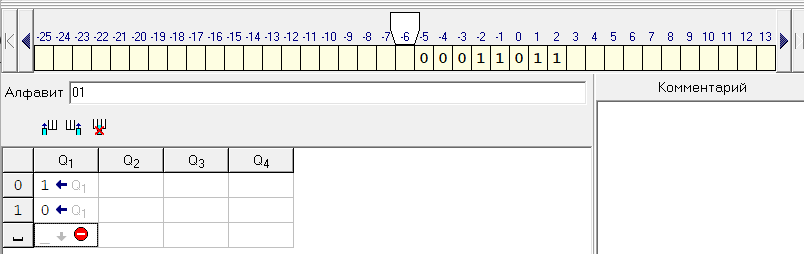 -25 -24 -23 -22 -21 -20 -19 -18 -17 -16 -15 -14 -13 -12 -11 -10 -9 -8 -7 -6 -5 -4 -3 -2 -1 0 1 2 3 4 5 6 7 8 9 10 11 12 13
0 0 0 1 1 0 1 1
Алфавит 01
Комментарий
Q1 Q2 Q3 Q4
0 1 ← Q1
1 0 ← Q1
_ ↓